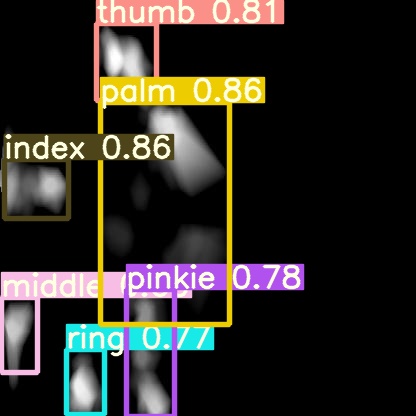 thumb 0.81
palm 0.86
index 0.86
middle
pinkie 0.78
ring 0.77